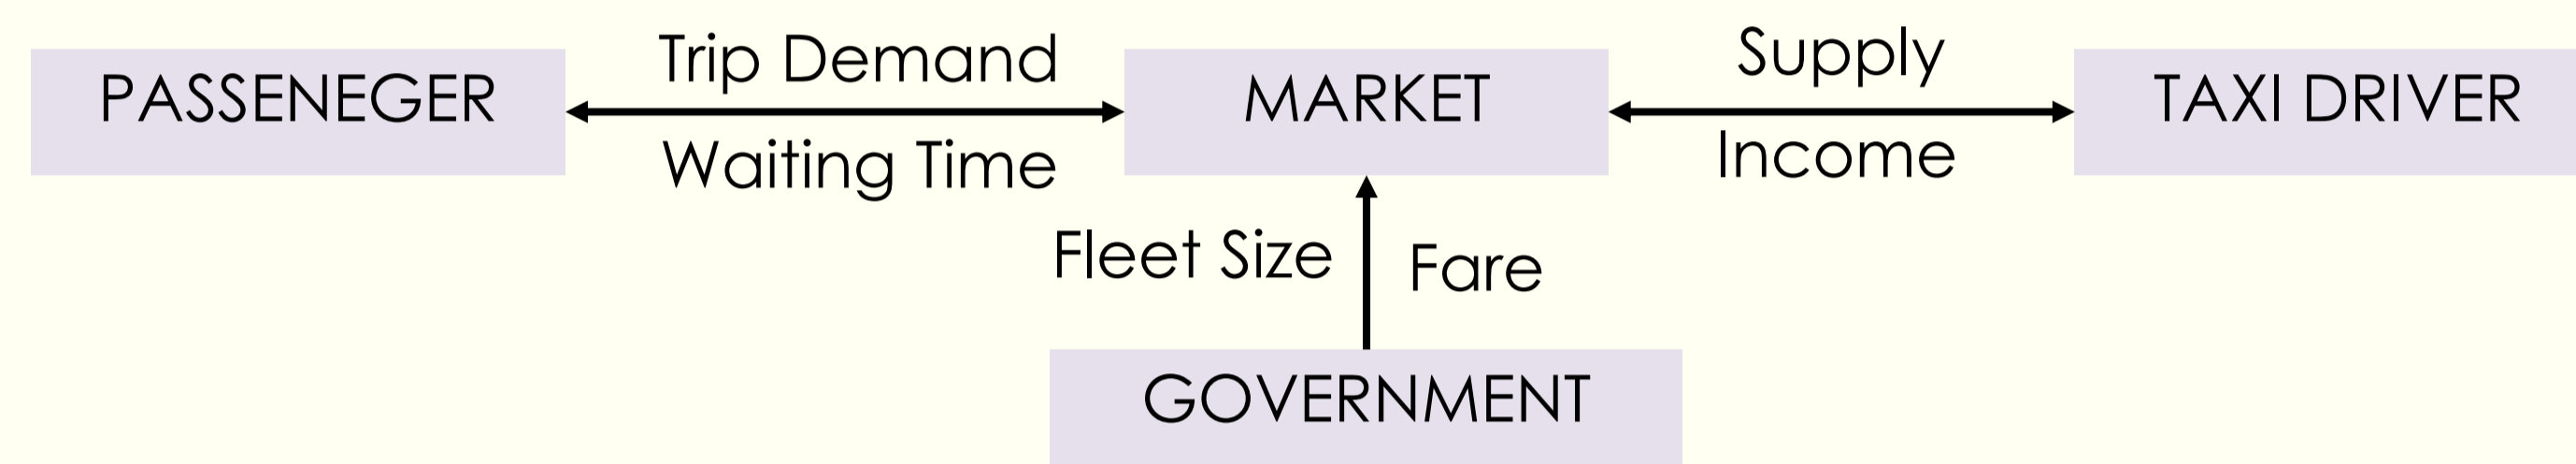 PASSENEGER
Trip Demand
Waiting Time
MARKET
Supply
Income
TAXI DRIVER
Fleet Size
Fare
GOVERNMENT